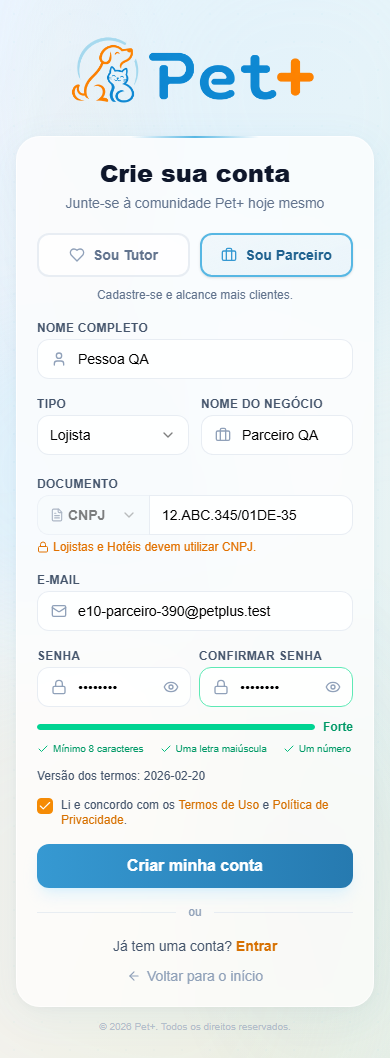 Pet+
Crie sua conta
Junte-se à comunidade Pet+ hoje mesmo
Sou Tutor
Sou Parceiro
Cadastre-se e alcance mais clientes.
NOME COMPLETO
Pessoa QA
TIPO
NOME DO NEGÓCIO
Lojista
Parceiro QA
DOCUMENTO
CNPJ
12.ABC.345/01DE-35
Lojistas e Hotéis devem utilizar CNPJ.
E-MAIL
e10-parceiro-390@petplus.test
SENHA
CONFIRMAR SENHA
••••••••
••••••••
Forte
Mínimo 8 caracteres
Uma letra maiúscula
Um número
Versão dos termos: 2026-02-20
Li e concordo com os Termos de Uso e Política de
Privacidade.
Criar minha conta
ou
Já tem uma conta? Entrar
Voltar para o início
© 2026 Pet+. Todos os direitos reservados.